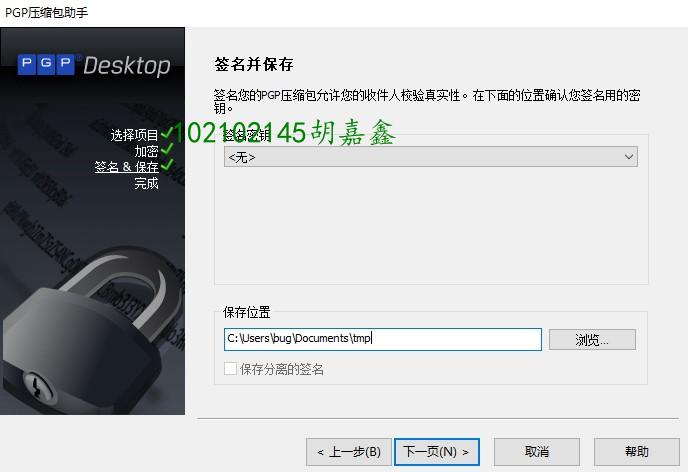 PGP压缩包助手
PGP® Desktop
选择项目
加密
签名 & 保存
完成
签名并保存
签名您的PGP压缩包允许您的收件人校验真实性。在下面的位置确认您签名用的密
钥。
102102145胡嘉鑫
签名密钥
<无>
保存位置
C:\Users\bug\Documents\tmp
浏览...
保存分离的签名
< 上一步(B)
下一页(N) >
取消
帮助